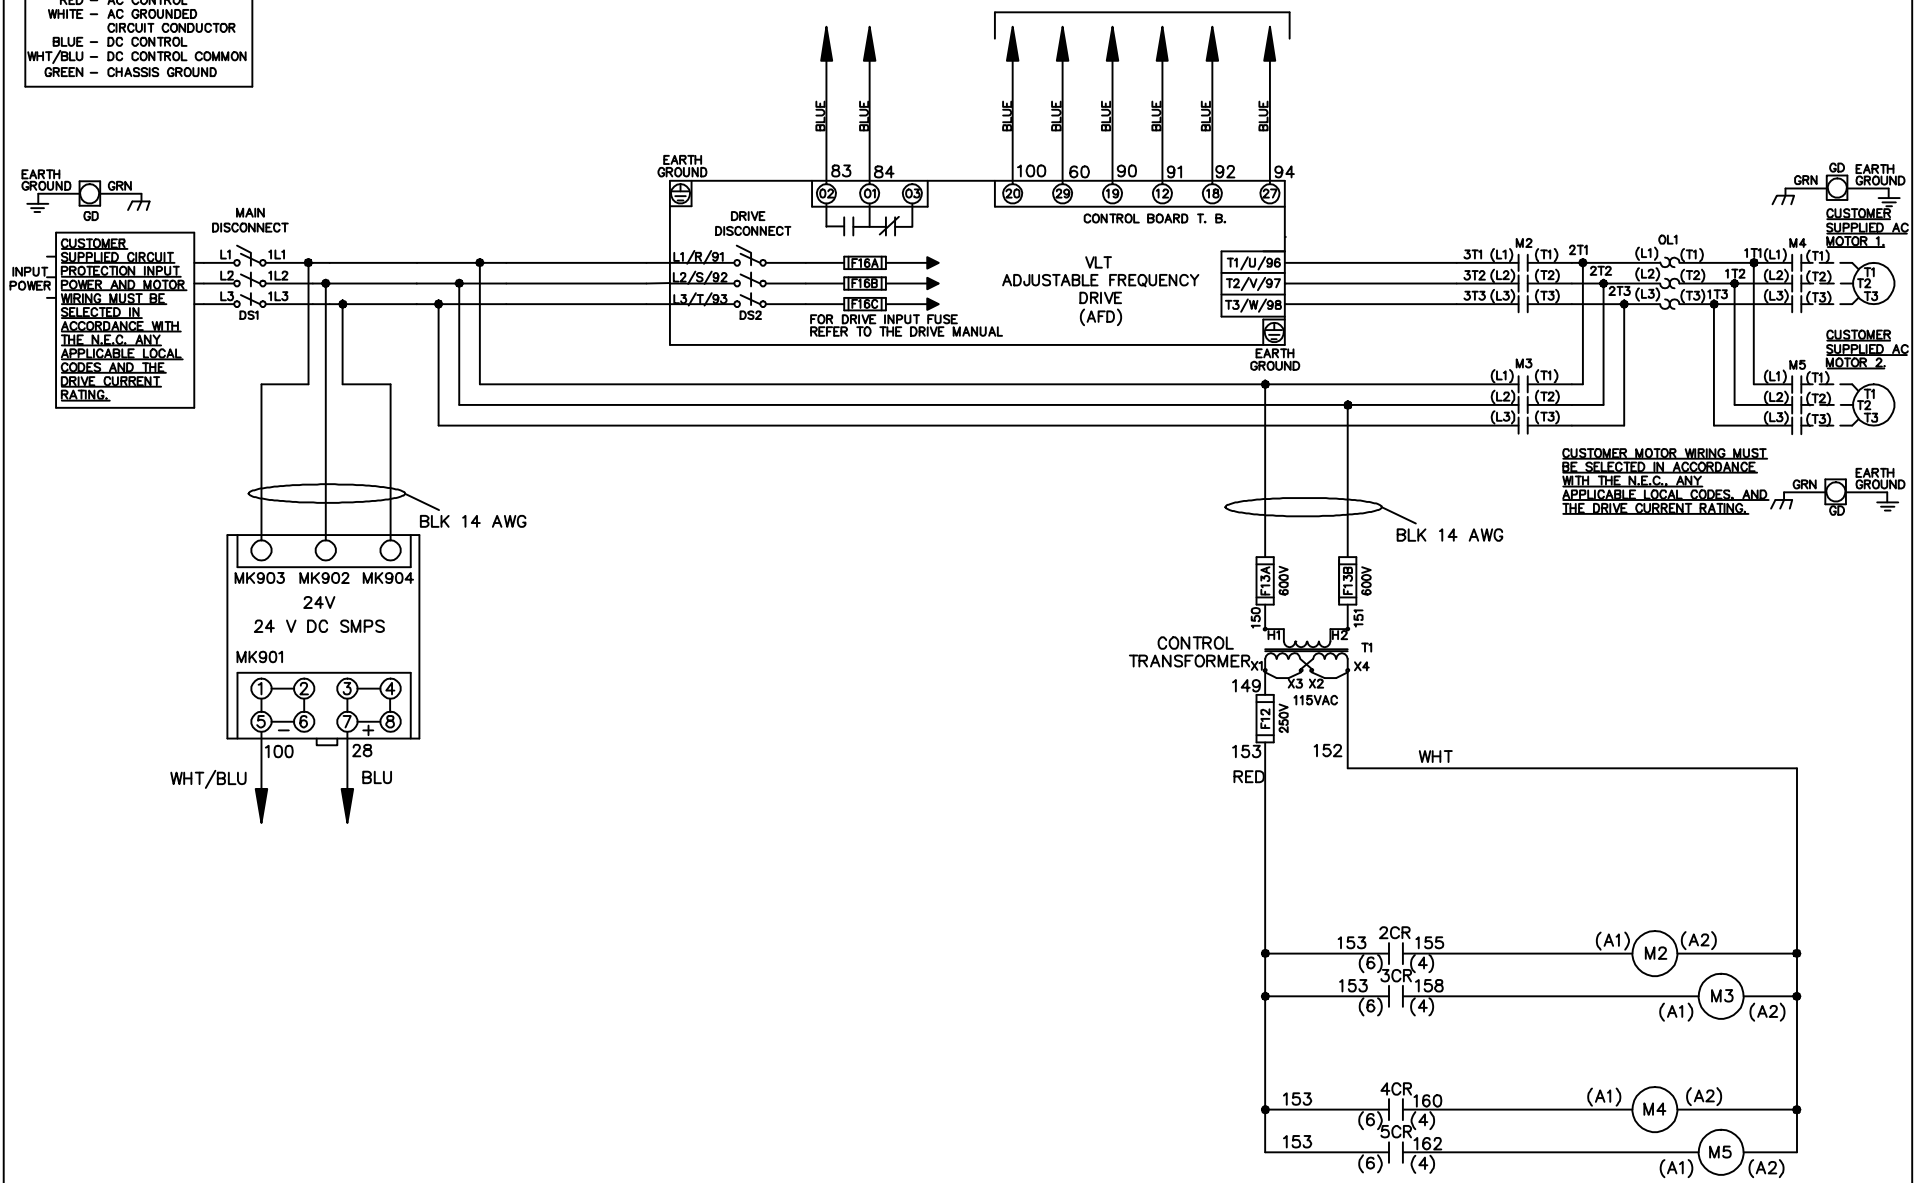 RED – AC CONTROL
WHITE – AC GROUNDED
CIRCUIT CONDUCTOR
BLUE – DC CONTROL
WHT/BLU – DC CONTROL COMMON
GREEN – CHASSIS GROUND
BLUE
BLUE
BLUE
BLUE
BLUE
BLUE
BLUE
BLUE
EARTH
GROUND
GRN
GD
MAIN
DISCONNECT
L1 1L1
L2 1L2
L3 1L3
DS1
INPUT
POWER
CUSTOMER
SUPPLIED CIRCUIT
PROTECTION INPUT
POWER AND MOTOR
WIRING MUST BE
SELECTED IN
ACCORDANCE WITH
THE N.E.C. ANY
APPLICABLE LOCAL
CODES AND THE
DRIVE CURRENT
RATING.
EARTH
GROUND
83 84
02 01 03
100 60 90 91 92 94
20 29 19 12 18 27
CONTROL BOARD T. B.
DRIVE
DISCONNECT
L1/R/91
L2/S/92
L3/T/93
DS2
F16A
F16B
F16C
FOR DRIVE INPUT FUSE
REFER TO THE DRIVE MANUAL
VLT
ADJUSTABLE FREQUENCY
DRIVE
(AFD)
T1/U/96
T2/V/97
T3/W/98
EARTH
GROUND
M2
3T1 (L1) (T1) 2T1
3T2 (L2) (T2) 2T2
3T3 (L3) (T3) 2T3
OL1
(L1) (T1) 1T1
(L2) (T2) 1T2
(L3) (T3) 1T3
M4
(L1) (T1)
(L2) (T2)
(L3) (T3)
T1
T2
T3
GD EARTH
GRN GROUND
CUSTOMER
SUPPLIED AC
MOTOR 1.
M3
(L1) (T1)
(L2) (T2)
(L3) (T3)
CUSTOMER
SUPPLIED AC
MOTOR 2.
M5
(L1) (T1)
(L2) (T2)
(L3) (T3)
T1
T2
T3
CUSTOMER MOTOR WIRING MUST
BE SELECTED IN ACCORDANCE
WITH THE N.E.C., ANY
APPLICABLE LOCAL CODES, AND
THE DRIVE CURRENT RATING.
EARTH
GRN GROUND
GD
BLK 14 AWG
BLK 14 AWG
MK903 MK902 MK904
24V
24 V DC SMPS
MK901
1 2 3 4
5 – 6 7 + 8
100 28
WHT/BLU BLU
F13A
600V
F13B
600V
150
151
H1 H2
T1
CONTROL
TRANSFORMER
X1 X4
X3 X2
149
115VAC
F12
250V
153 152
RED
WHT
2CR
153 155 (A1) M2 (A2)
(6) (4)
3CR
153 158 M3
(6) (4) (A1) (A2)
4CR
153 160 (A1) M4 (A2)
(6) (4)
5CR
153 162 M5
(6) (4) (A1) (A2)